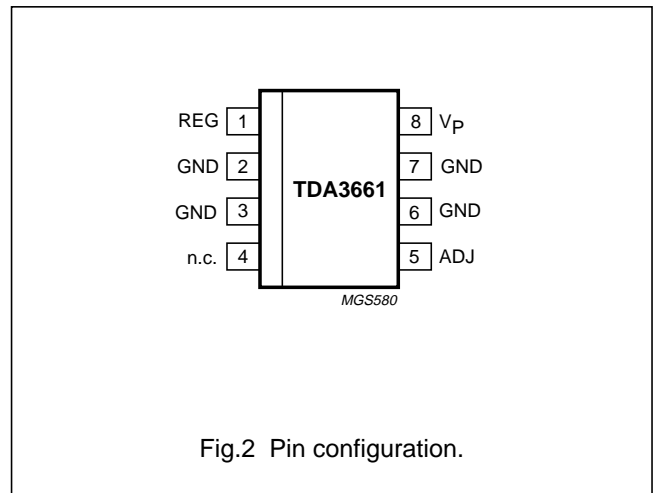 REG 1 8 VP
GND 2 7 GND
TDA3661
GND 3 6 GND
n.c. 4 5 ADJ
MGS580
Fig.2 Pin configuration.